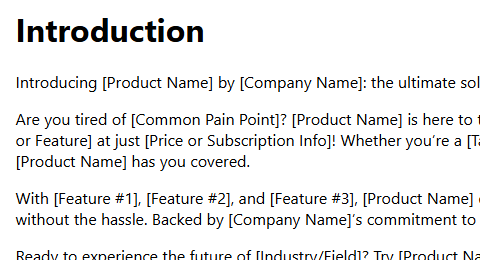 Introduction
Introducing [Product Name] by [Company Name]: the ultimate sol
Are you tired of [Common Pain Point]? [Product Name] is here to t
or Feature] at just [Price or Subscription Info]! Whether you’re a [Ta
[Product Name] has you covered.
With [Feature #1], [Feature #2], and [Feature #3], [Product Name]
without the hassle. Backed by [Company Name]’s commitment to
Ready to experience the future of [Industry/Field]? Try [Product Na